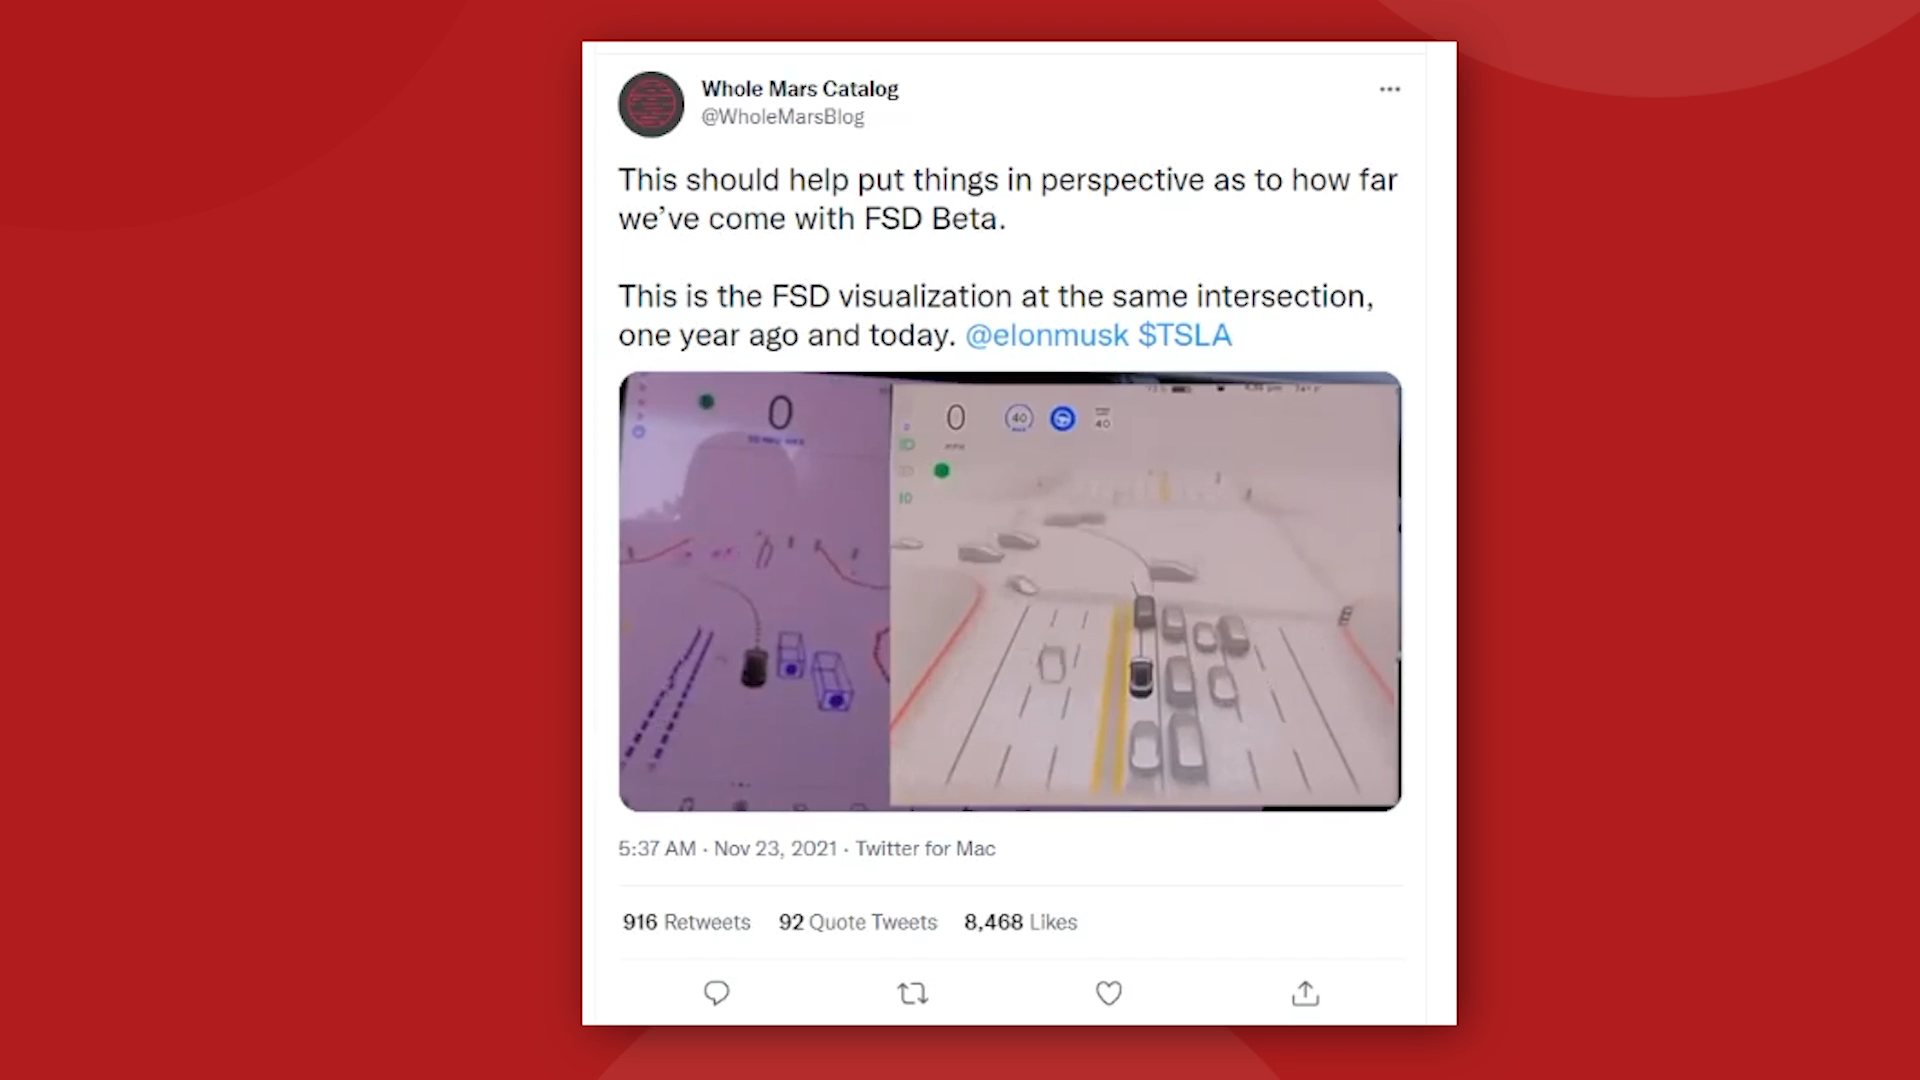 Whole Mars Catalog
@WholeMarsBlog
This should help put things in perspective as to how far
we’ve come with FSD Beta.
This is the FSD visualization at the same intersection,
one year ago and today. @elonmusk $TSLA
0
0
40
40
5:37 AM · Nov 23, 2021 · Twitter for Mac
916 Retweets 92 Quote Tweets 8,468 Likes